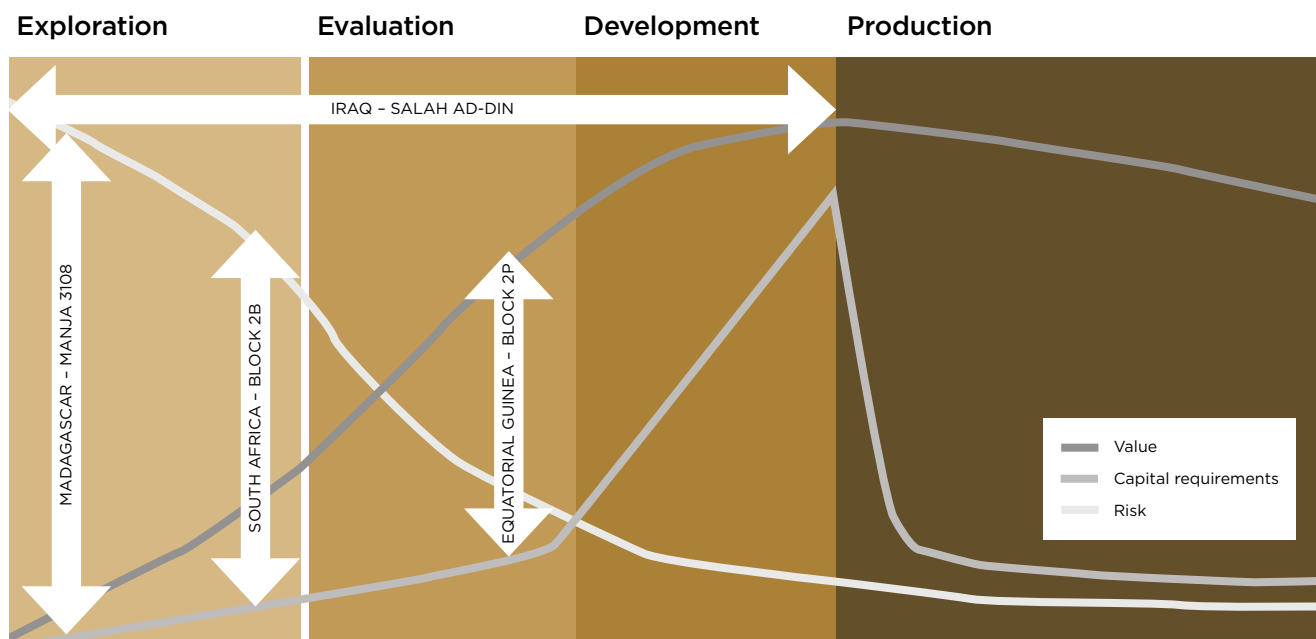 Exploration
Evaluation
Development
Production
IRAQ – SALAH AD-DIN
MADAGASCAR – MANJA 3108
SOUTH AFRICA – BLOCK 2B
EQUATORIAL GUINEA – BLOCK 2P
Value
Capital requirements
Risk